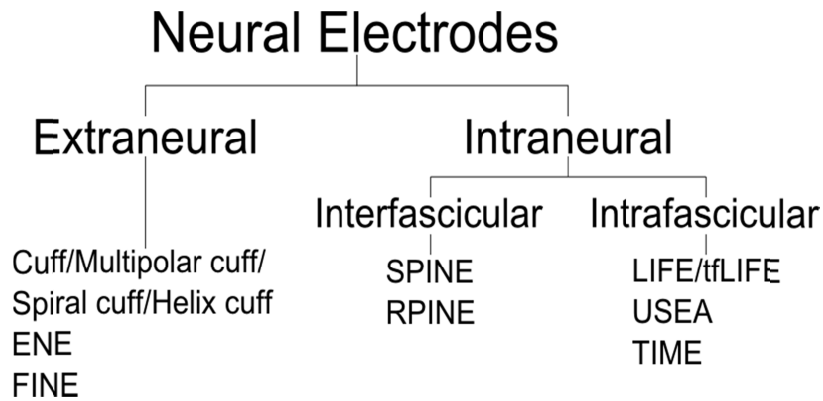 Neural Electrodes
Extraneural
Intraneural
Interfascicular
Intrafascicular
Cuff/Multipolar cuff/
Spiral cuff/Helix cuff
ENE
FINE
SPINE
RPINE
LIFE/tfLIFE
USEA
TIME